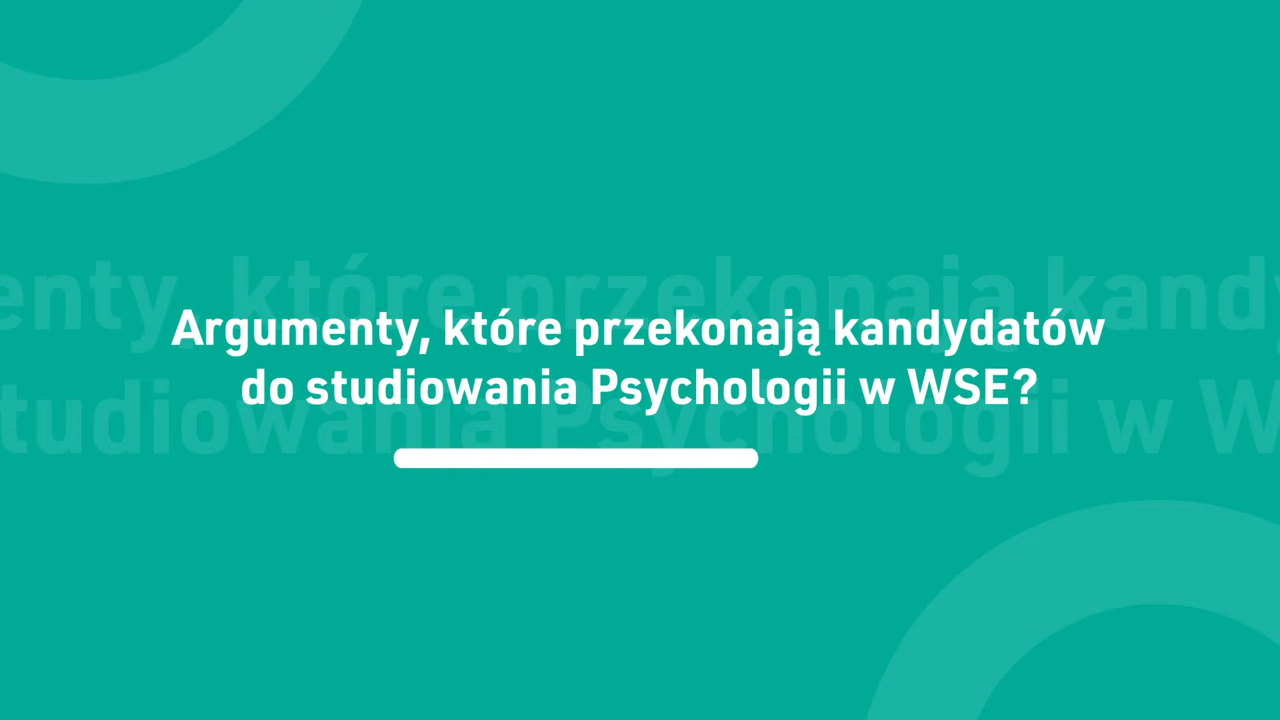 Argumenty, które przekonają kandydatów
do studiowania Psychologii w WSE?